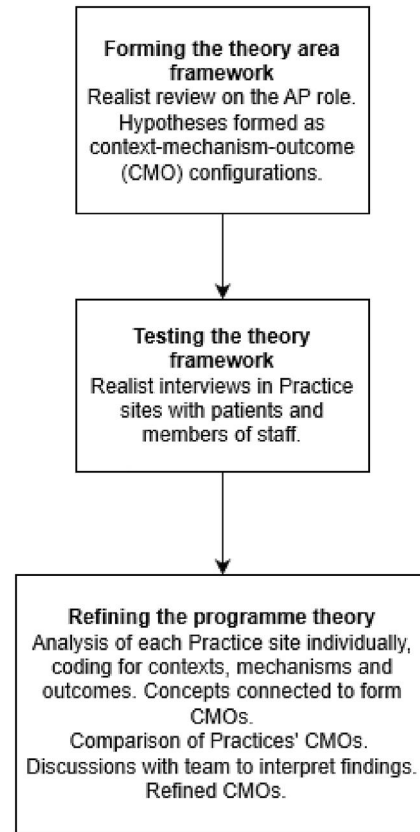 Forming the theory area
framework
Realist review on the AP role.
Hypotheses formed as
context-mechanism-outcome
(CMO) configurations.
Testing the theory
framework
Realist interviews in Practice
sites with patients and
members of staff.
Refining the programme theory
Analysis of each Practice site individually,
coding for contexts, mechanisms and
outcomes. Concepts connected to form
CMOs.
Comparison of Practices' CMOs.
Discussions with team to interpret findings.
Refined CMOs.